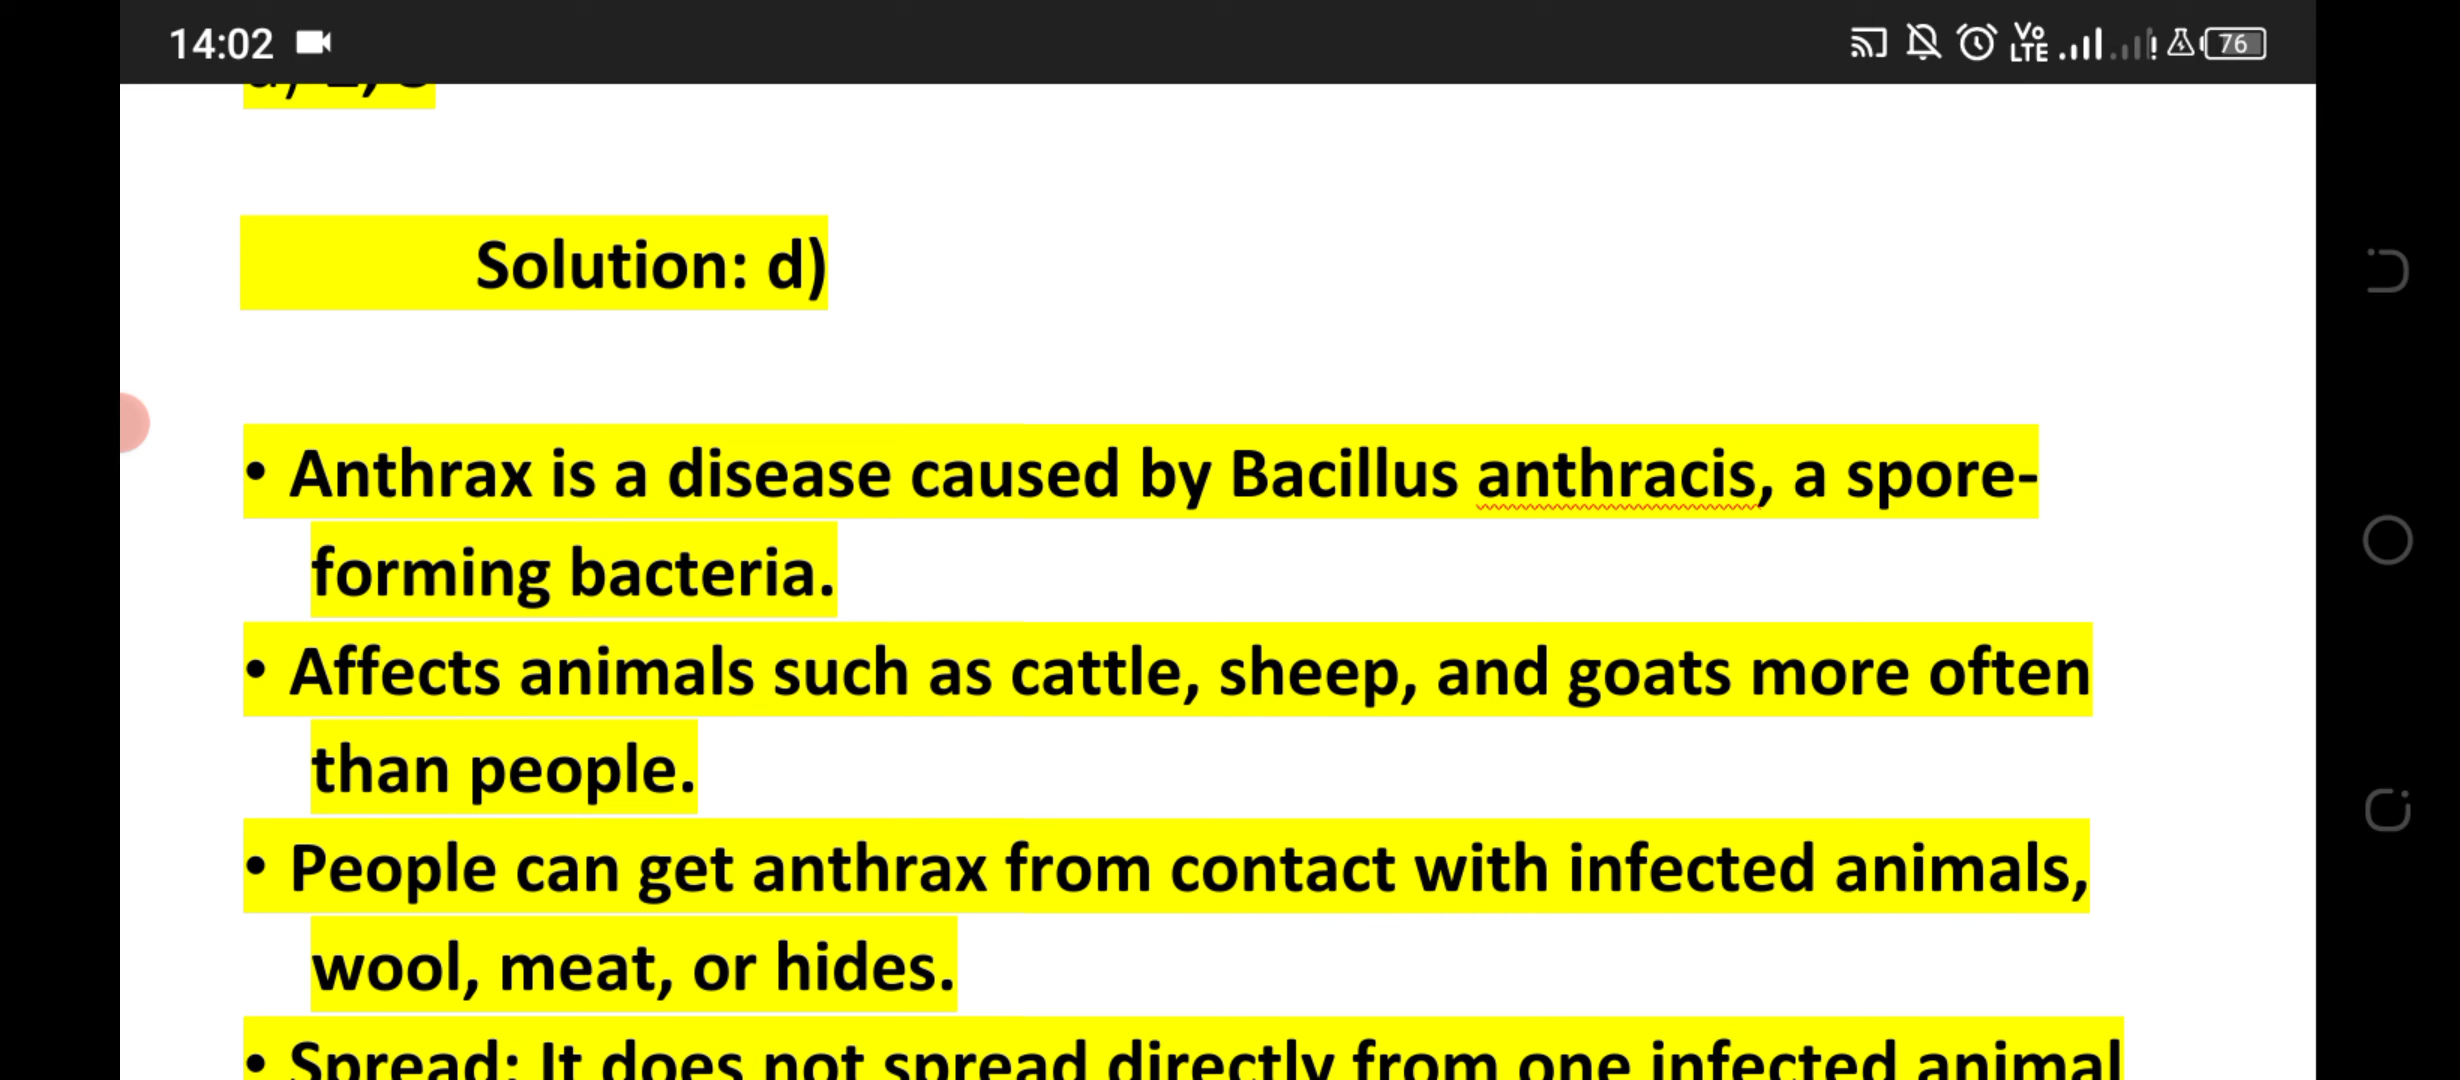 14:02
Vo
LTE
76
Solution: d)
• Anthrax is a disease caused by Bacillus anthracis, a spore-
forming bacteria.
• Affects animals such as cattle, sheep, and goats more often
than people.
• People can get anthrax from contact with infected animals,
wool, meat, or hides.
• Spread: It does not spread directly from one infected animal